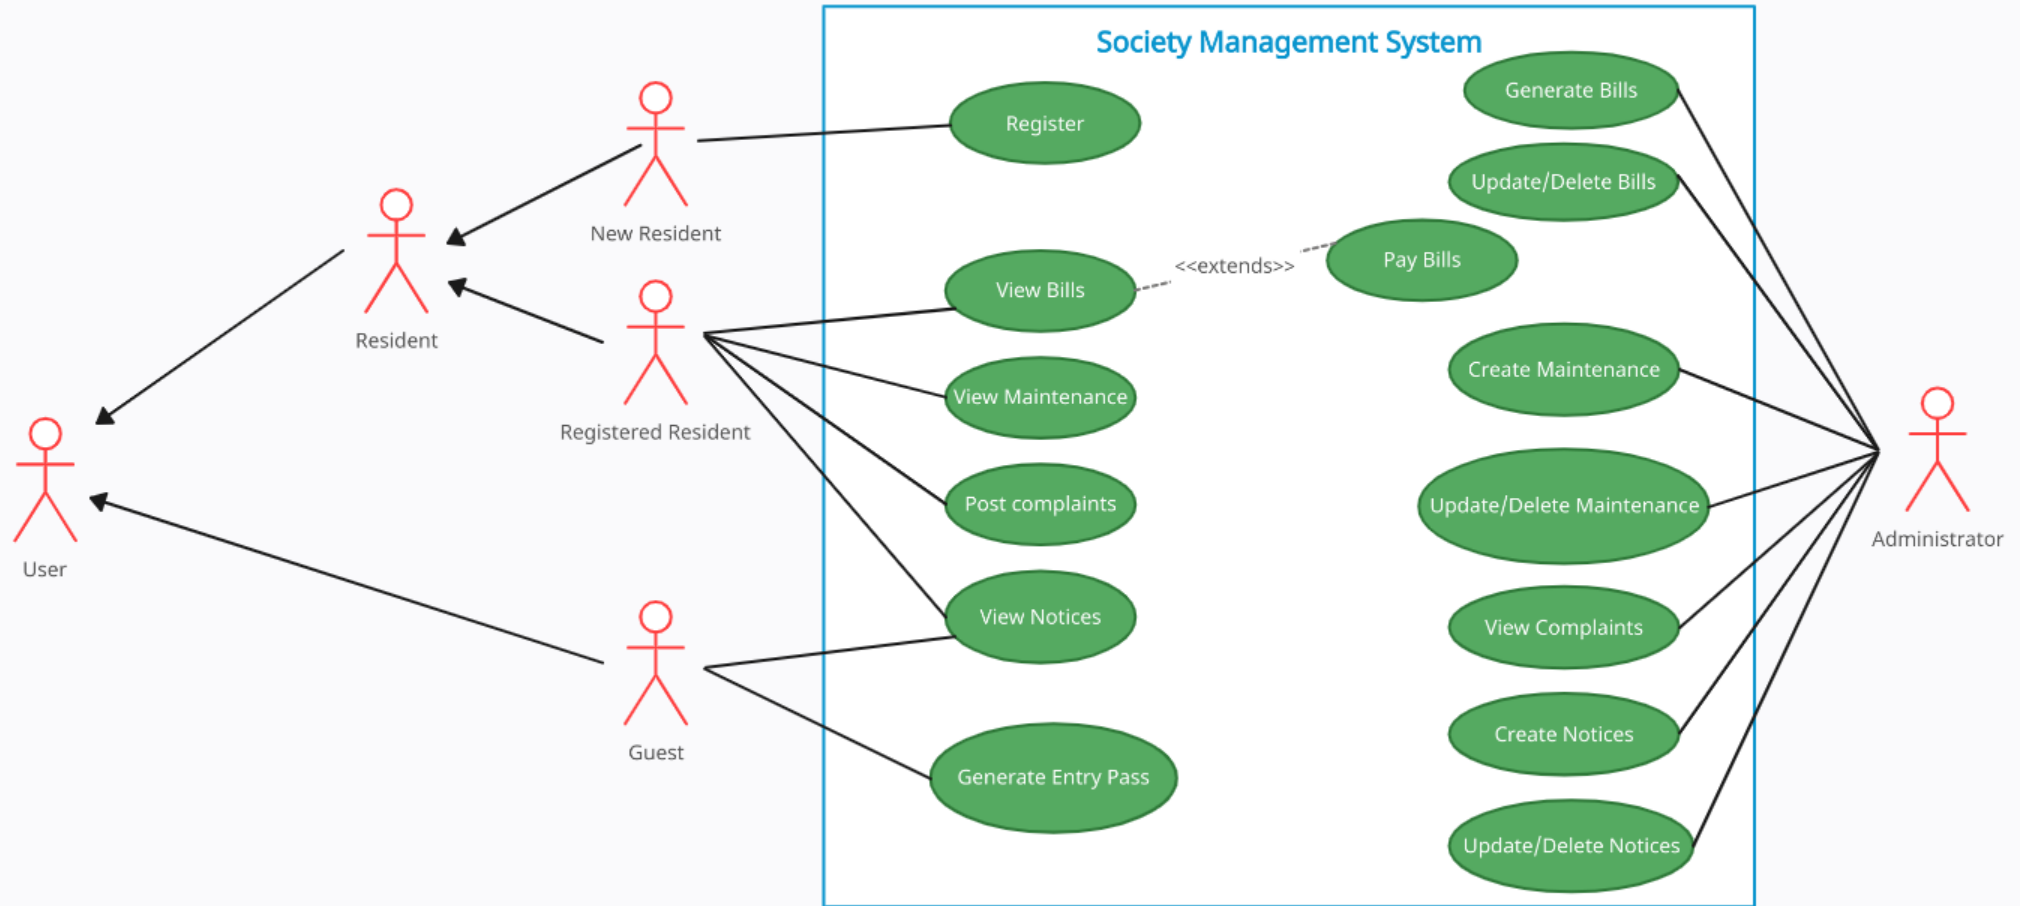 Society Management System
Generate Bills
Register
Update/Delete Bills
New Resident
Pay Bills
<<extends>>
View Bills
Resident
Create Maintenance
View Maintenance
Registered Resident
Post complaints
Update/Delete Maintenance
Administrator
User
View Notices
View Complaints
Create Notices
Guest
Generate Entry Pass
Update/Delete Notices